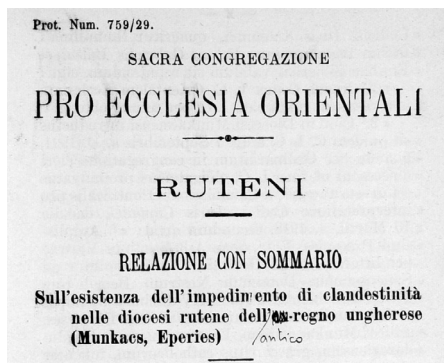 Prot. Num. 759/29.
SACRA CONGREGAZIONE
PRO ECCLESIA ORIENTALI
RUTENI
RELAZIONE CON SOMMARIO
Sull'esistenza dell'impedimento di clandestinità
nelle diocesi rutene dell'ex-regno ungherese
(Munkacs, Eperies) antico